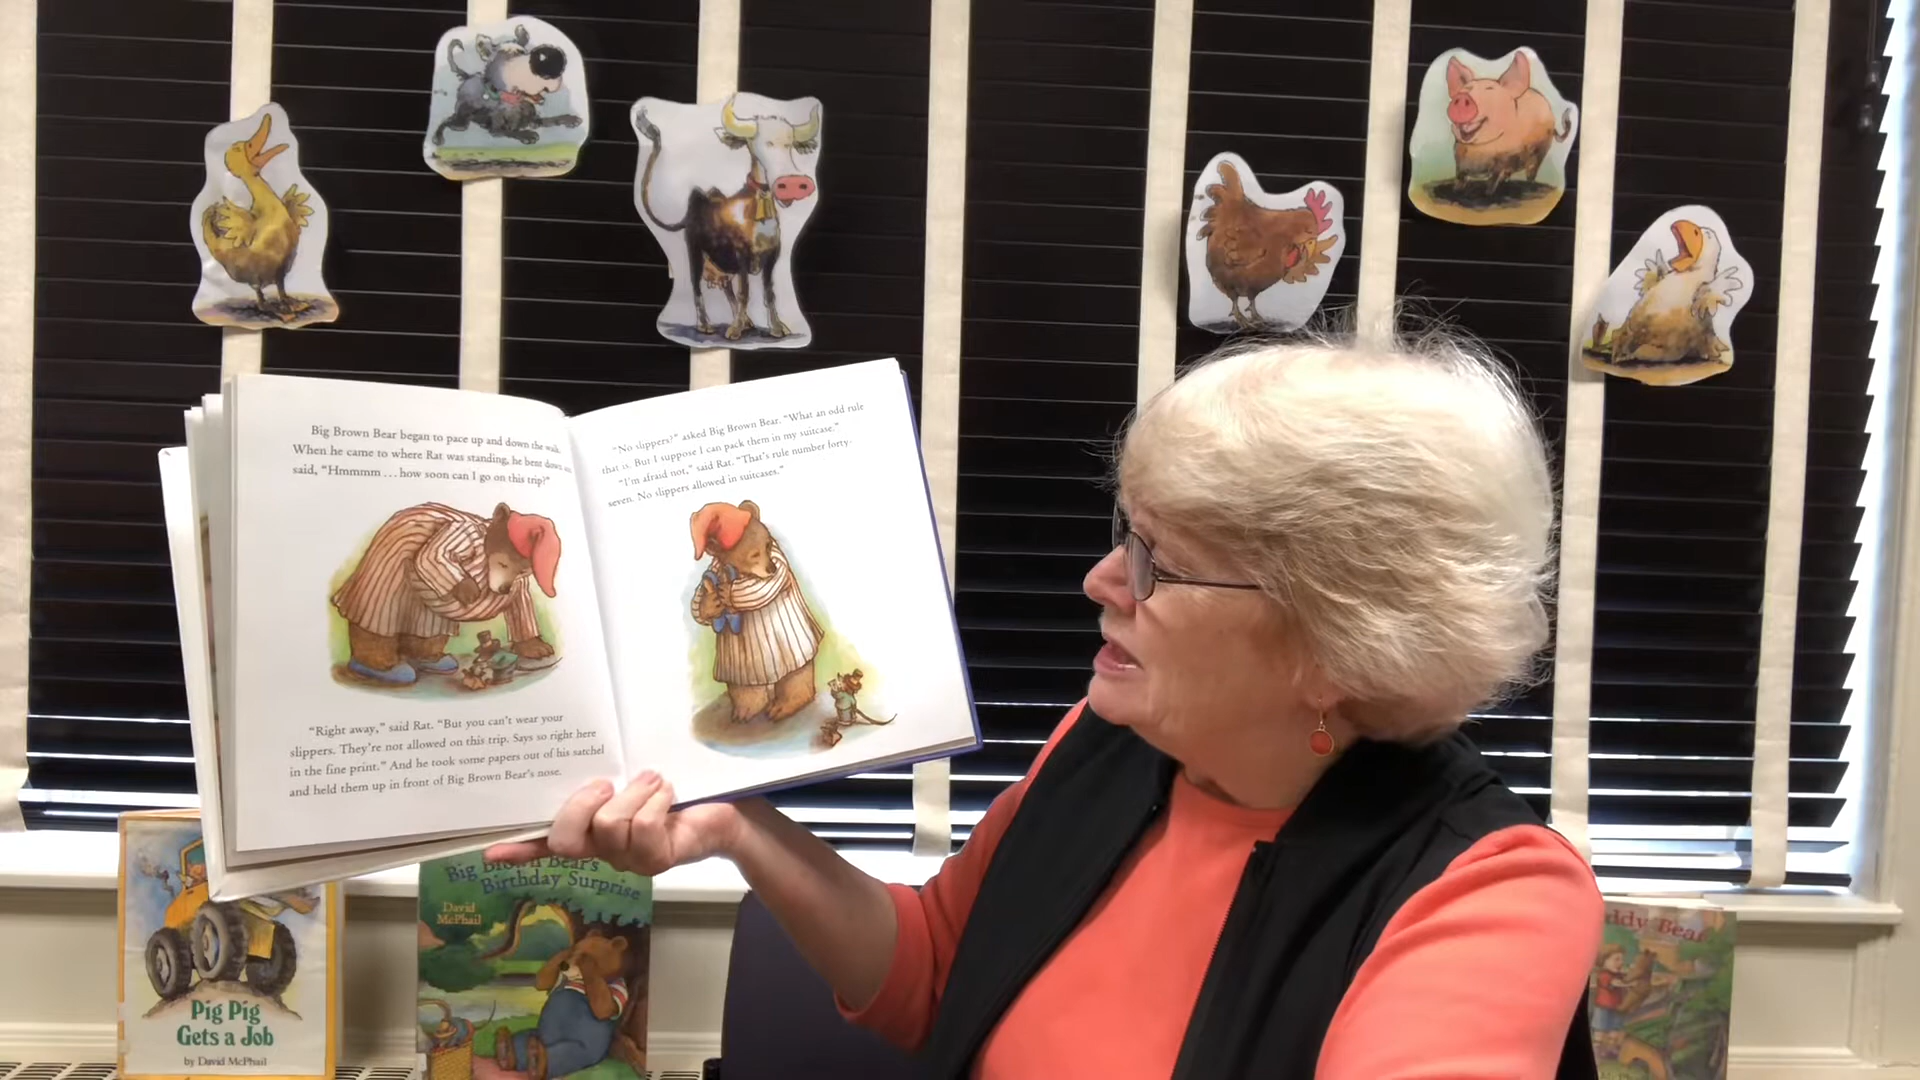 Big Brown Bear began to pace up and down the walk.
When he came to where Rat was standing, he bent down
said, "Hmmmm ... how soon can I go on this trip?"
"Right away," said Rat. "But you can't wear your
slippers. They're not allowed on this trip. Says so right here
in the fine print." And he took some papers out of his satchel
and held them up in front of Big Brown Bear's nose.
"No slippers?" asked Big Brown Bear. "What an odd rule
that is. But I suppose I can pack them in my suitcase."
"I'm afraid not," said Rat. "That's rule number forty-
seven. No slippers allowed in suitcases."
Pig Pig
Gets a Job
by David McPhail
Big Brown Bear's
Birthday Surprise
David
McPhail
ddy Bear